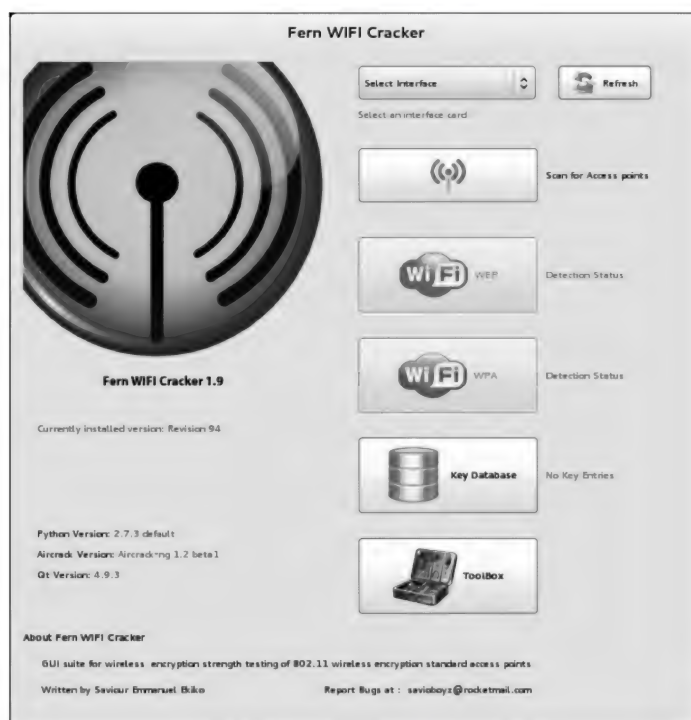 Fern WIFI Cracker
Select Interface
Refresh
Select an interface card
Scan for Access points
WiFi WEP
Detection Status
WiFi WPA
Detection Status
Fern WIFI Cracker 1.9
Currently installed version: Revision 94
Key Database
No Key Entries
Python Version: 2.7.3 default
Aircrack Version: Aircrack-ng 1.2 beta1
Qt Version: 4.9.3
ToolBox
About Fern WIFI Cracker
GUI suite for wireless encryption strength testing of 802.11 wireless encryption standard access points
Written by Saviour Emmanuel Ekiko
Report Bugs at : savioboyz@rocketmail.com